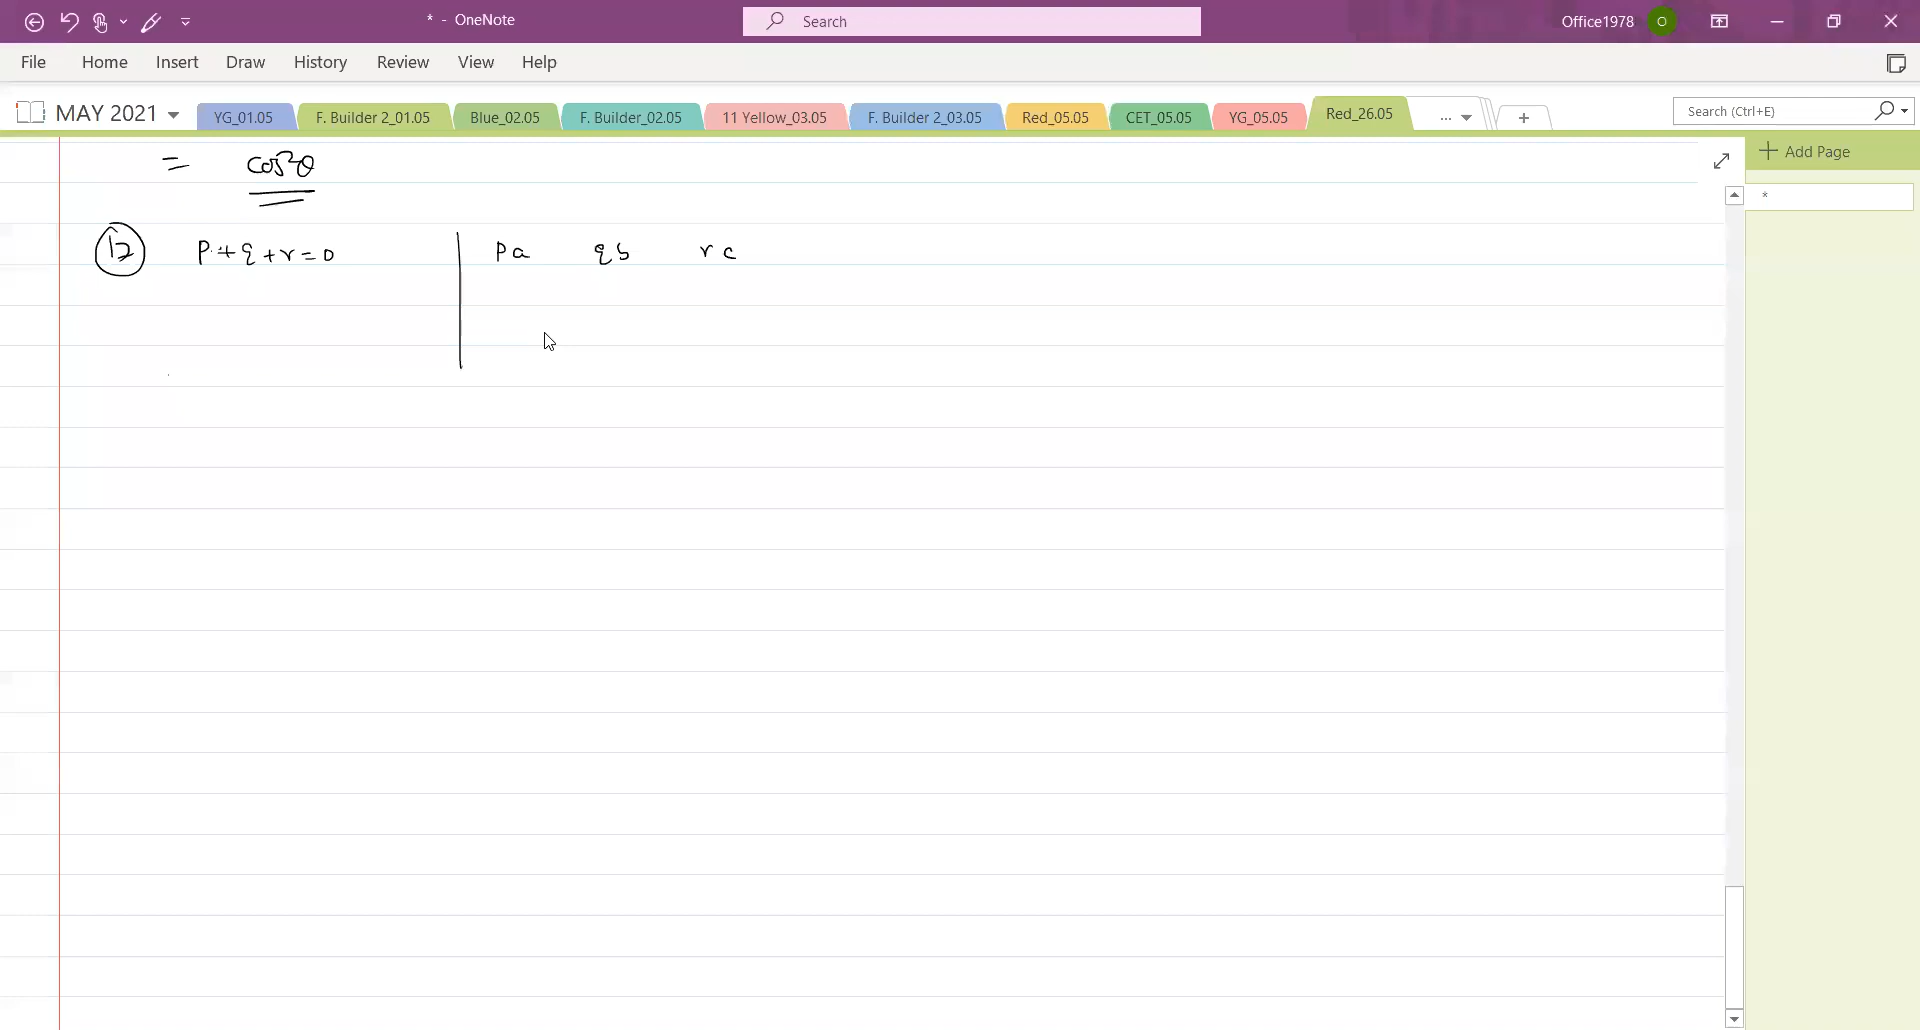 * - OneNote
Search
Office1978
O
File Home Insert Draw History Review View Help
MAY 2021
YG_01.05 F. Builder 2_01.05 Blue_02.05 F. Builder_02.05 11 Yellow_03.05 F. Builder 2_03.05 Red_05.05 CET_05.05 YG_05.05 Red_26.05 ... +
Search (Ctrl+E)
+ Add Page
*
= cos²θ
12 p+q+r=0 | pa qb rc